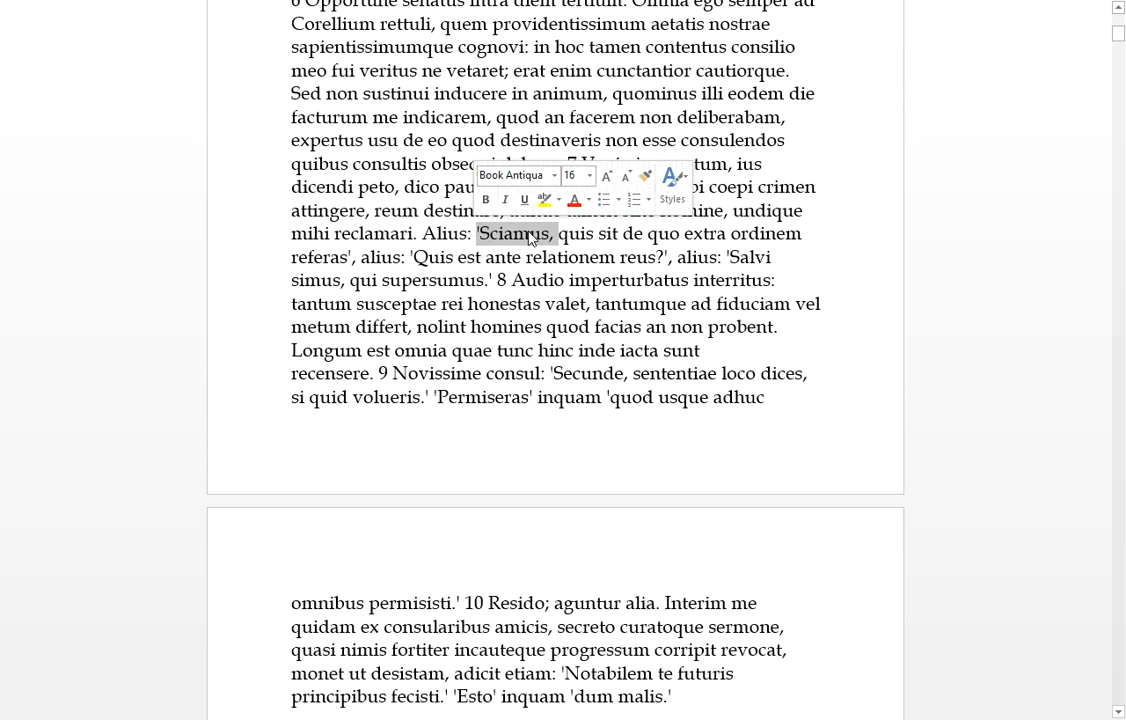 6 Opportune senatus intra diem tertium. Omnia ego semper ad
Corellium rettuli, quem providentissimum aetatis nostrae
sapientissimumque cognovi: in hoc tamen contentus consilio
meo fui veritus ne vetaret; erat enim cunctantior cautiorque.
Sed non sustinui inducere in animum, quominus illi eodem die
facturum me indicarem, quod an facerem non deliberabam,
expertus usu de eo quod destinaveris non esse consulendos
quibus consultis
Book Antiqua 16
dicendi peto, dico coepi crimen
Styles
attingere, reum undique
mihi reclamari. Alius: 'Sciamus, quis sit de quo extra ordinem
referas', alius: 'Quis est ante relationem reus?', alius: 'Salvi
simus, qui supersumus.' 8 Audio imperturbatus interritus:
tantum susceptae rei honestas valet, tantumque ad fiduciam vel
metum differt, nolint homines quod facias an non probent.
Longum est omnia quae tunc hinc inde iacta sunt
recensere. 9 Novissime consul: 'Secunde, sententiae loco dices,
si quid volueris.' 'Permiseras' inquam 'quod usque adhuc
omnibus permisisti.' 10 Resido; aguntur alia. Interim me
quidam ex consularibus amicis, secreto curatoque sermone,
quasi nimis fortiter incauteque progressum corripit revocat,
monet ut desistam, adicit etiam: 'Notabilem te futuris
principibus fecisti.' 'Esto' inquam 'dum malis.'